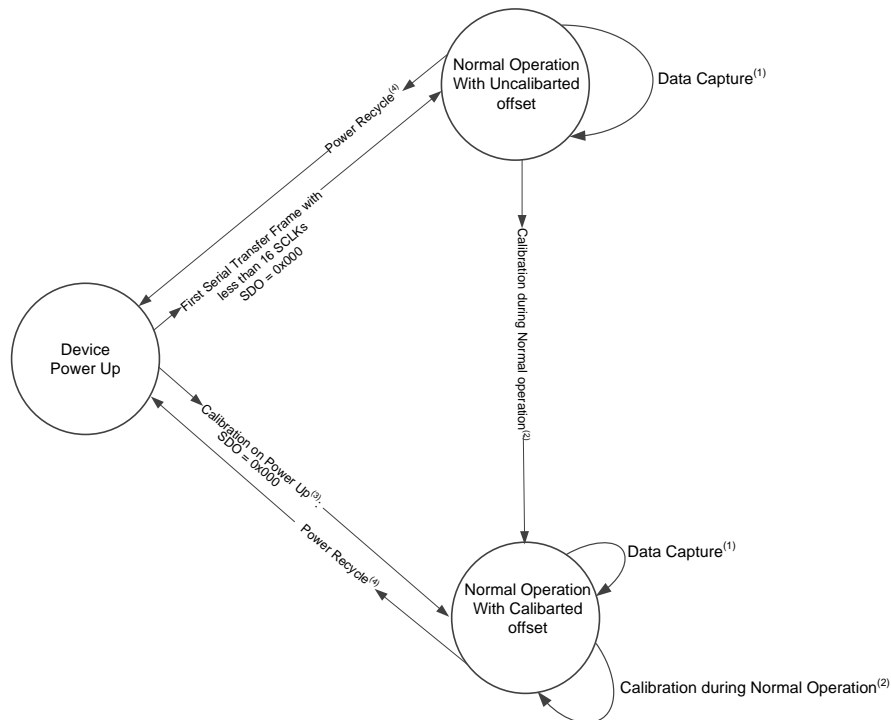 Normal Operation
With Uncalibarted
offset
Data Capture(1)
Power Recycle(4)
First Serial Transfer Frame with
less than 16 SCLKs
SDO = 0x000
Calibration during Normal operation(2)
Device
Power Up
Calibration on Power Up(3):
SDO = 0x000
Power Recycle(4)
Normal Operation
With Calibarted
offset
Data Capture(1)
Calibration during Normal Operation(2)